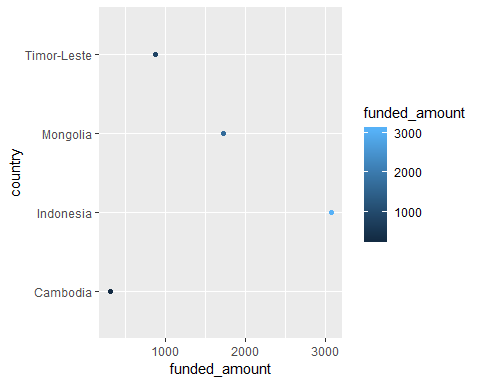 Timor-Leste
Mongolia
Indonesia
Cambodia
country
1000 2000 3000
funded_amount
funded_amount
3000
2000
1000